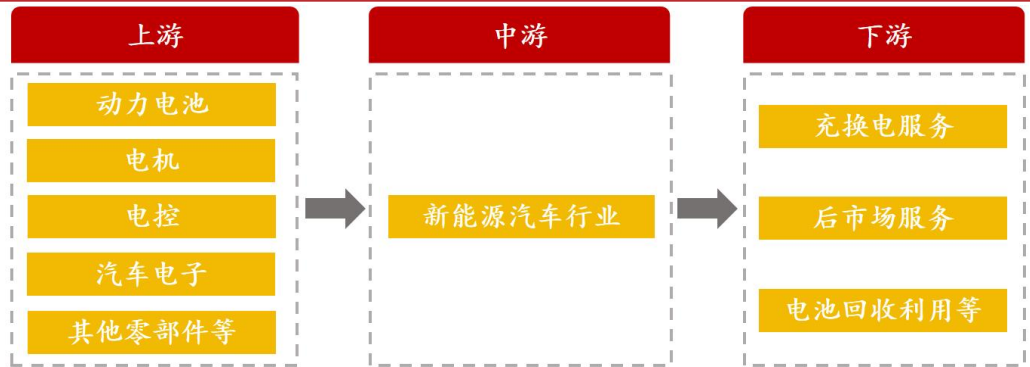 上游
动力电池
电机
电控
汽车电子
其他零部件等
中游
新能源汽车行业
下游
充换电服务
后市场服务
电池回收利用等